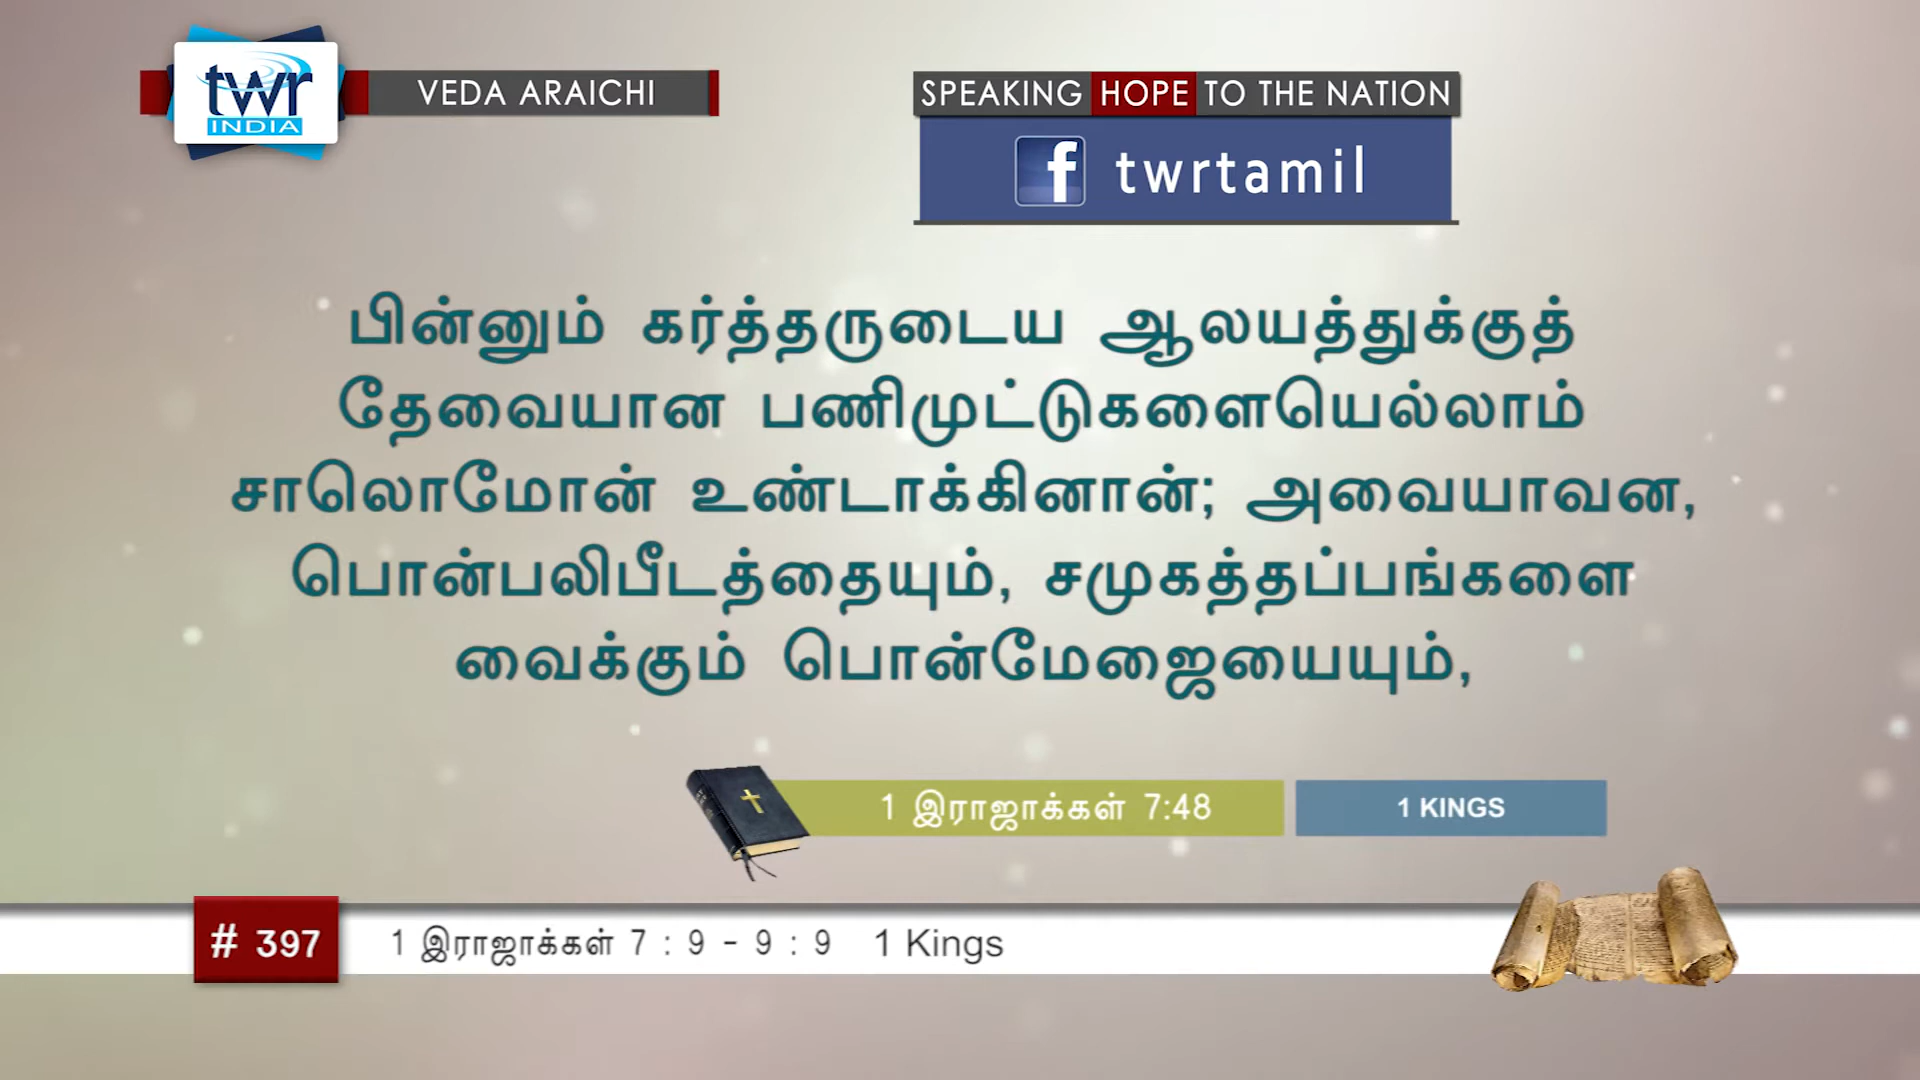 twr
INDIA
VEDA ARAICHI
SPEAKING HOPE TO THE NATION
f twrtamil
பின்னும் கர்த்தருடைய ஆலயத்துக்குத்
தேவையான பணிமுட்டுகளையெல்லாம்
சாலொமோன் உண்டாக்கினான்; அவையாவன,
பொன்பலிபீடத்தையும், சமுகத்தப்பங்களை
வைக்கும் பொன்மேஜையையும்,
1 இராஜாக்கள் 7:48
1 KINGS
# 397
1 இராஜாக்கள் 7 : 9 - 9 : 9 1 Kings